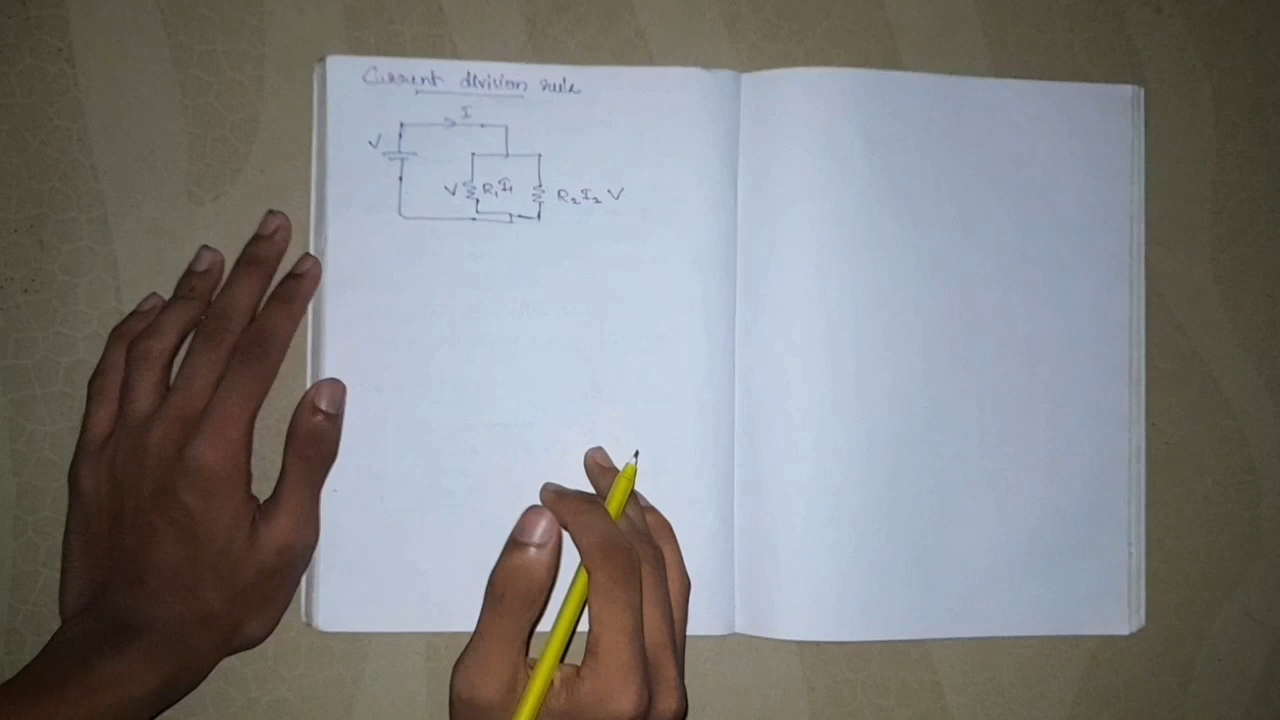 Current division rule
I
V
V R₁ I₁ R₂ I₂ V